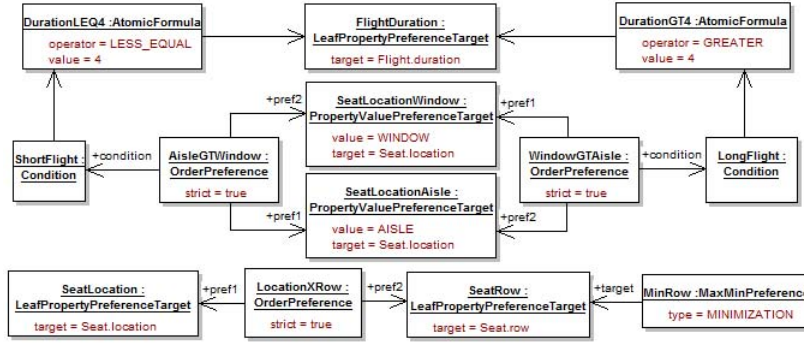 DurationLEQ4 :AtomicFormula
operator = LESS_EQUAL
value = 4
FlightDuration :
LeafPropertyPreferenceTarget
target = Flight.duration
DurationGT4 :AtomicFormula
operator = GREATER
value = 4
+pref2
SeatLocationWindow :
PropertyValuePreferenceTarget
value = WINDOW
target = Seat.location
+pref1
ShortFlight :
Condition
+condition
AisleGTWindow :
OrderPreference
strict = true
WindowGTAisle :
OrderPreference
strict = true
+condition
LongFlight :
Condition
+pref1
SeatLocationAisle :
PropertyValuePreferenceTarget
value = AISLE
target = Seat.location
+pref2
SeatLocation :
LeafPropertyPreferenceTarget
target = Seat.location
+pref1
LocationXRow :
OrderPreference
strict = true
+pref2
SeatRow :
LeafPropertyPreferenceTarget
target = Seat.row
+target
MinRow :MaxMinPreference
type = MINIMIZATION